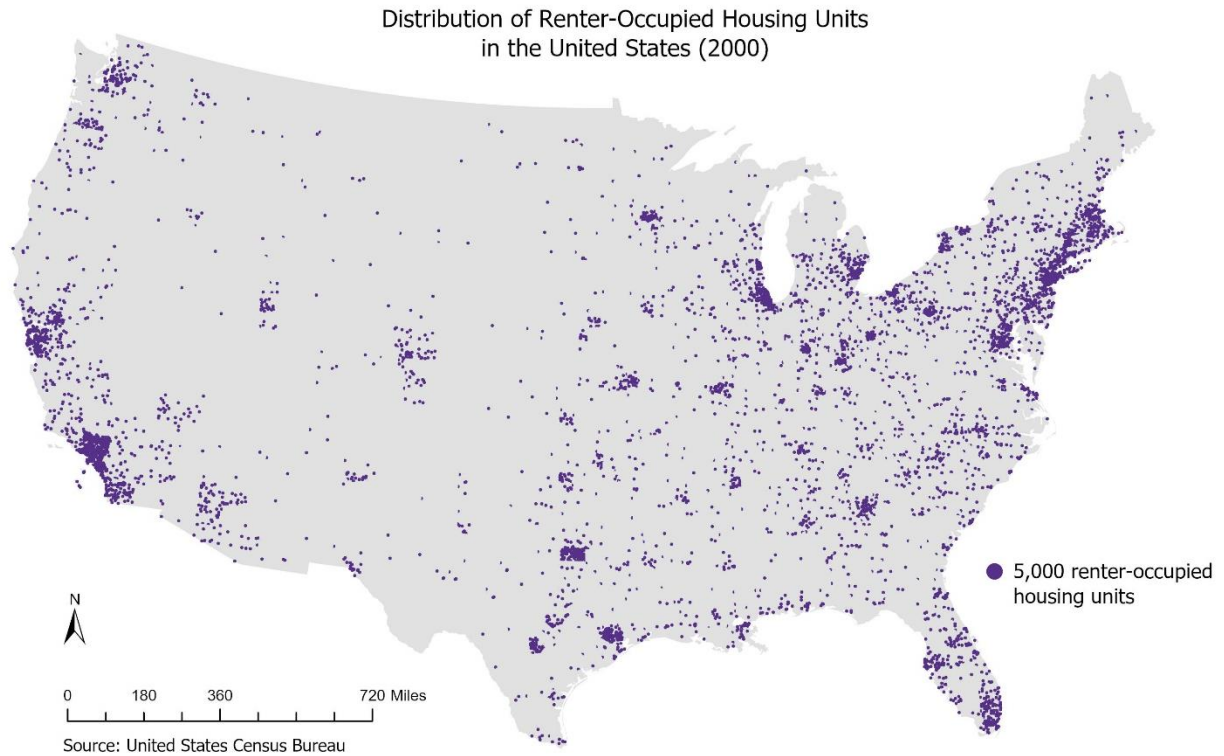 Distribution of Renter-Occupied Housing Units
in the United States (2000)
5,000 renter-occupied
housing units
N
0 180 360 720 Miles
Source: United States Census Bureau